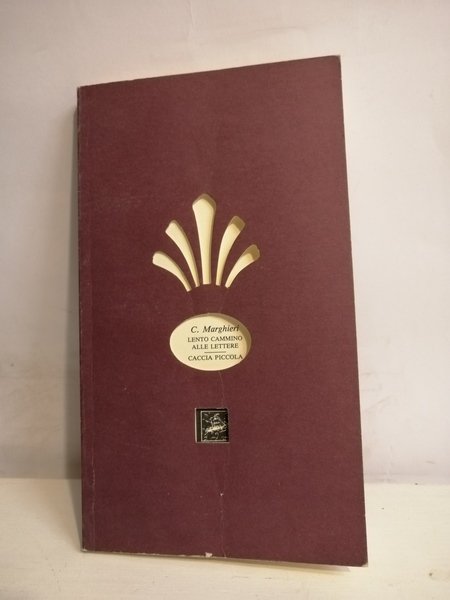 C. Marghieri
LENTO CAMMINO
ALLE LETTERE
CACCIA PICCOLA